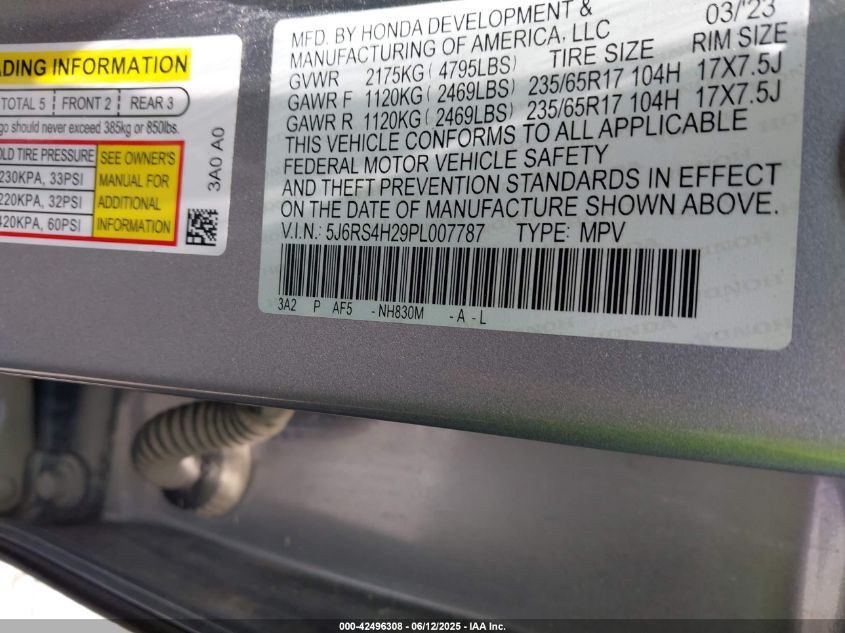 ADING INFORMATION
TOTAL 5 FRONT 2 REAR 3
go should never exceed 385kg or 850lbs.
OLD TIRE PRESSURE
230KPA, 33PSI
220KPA, 32PSI
420KPA, 60PSI
SEE OWNER'S
MANUAL FOR
ADDITIONAL
INFORMATION
3A0 A0
MFD. BY HONDA DEVELOPMENT & 03/'23
MANUFACTURING OF AMERICA, LLC TIRE SIZE RIM SIZE
GVWR 2175KG ( 4795LBS)
GAWR F 1120KG ( 2469LBS) 235/65R17 104H 17X7.5J
GAWR R 1120KG ( 2469LBS) 235/65R17 104H 17X7.5J
THIS VEHICLE CONFORMS TO ALL APPLICABLE
FEDERAL MOTOR VEHICLE SAFETY
AND THEFT PREVENTION STANDARDS IN EFFECT
ON THE DATE OF MANUFACTURE SHOWN ABOVE.
V.I.N.: 5J6RS4H29PL007787 TYPE: MPV
3A2 P AF5 -NH830M -A -L
000-42496308 - 06/12/2025 - IAA Inc.